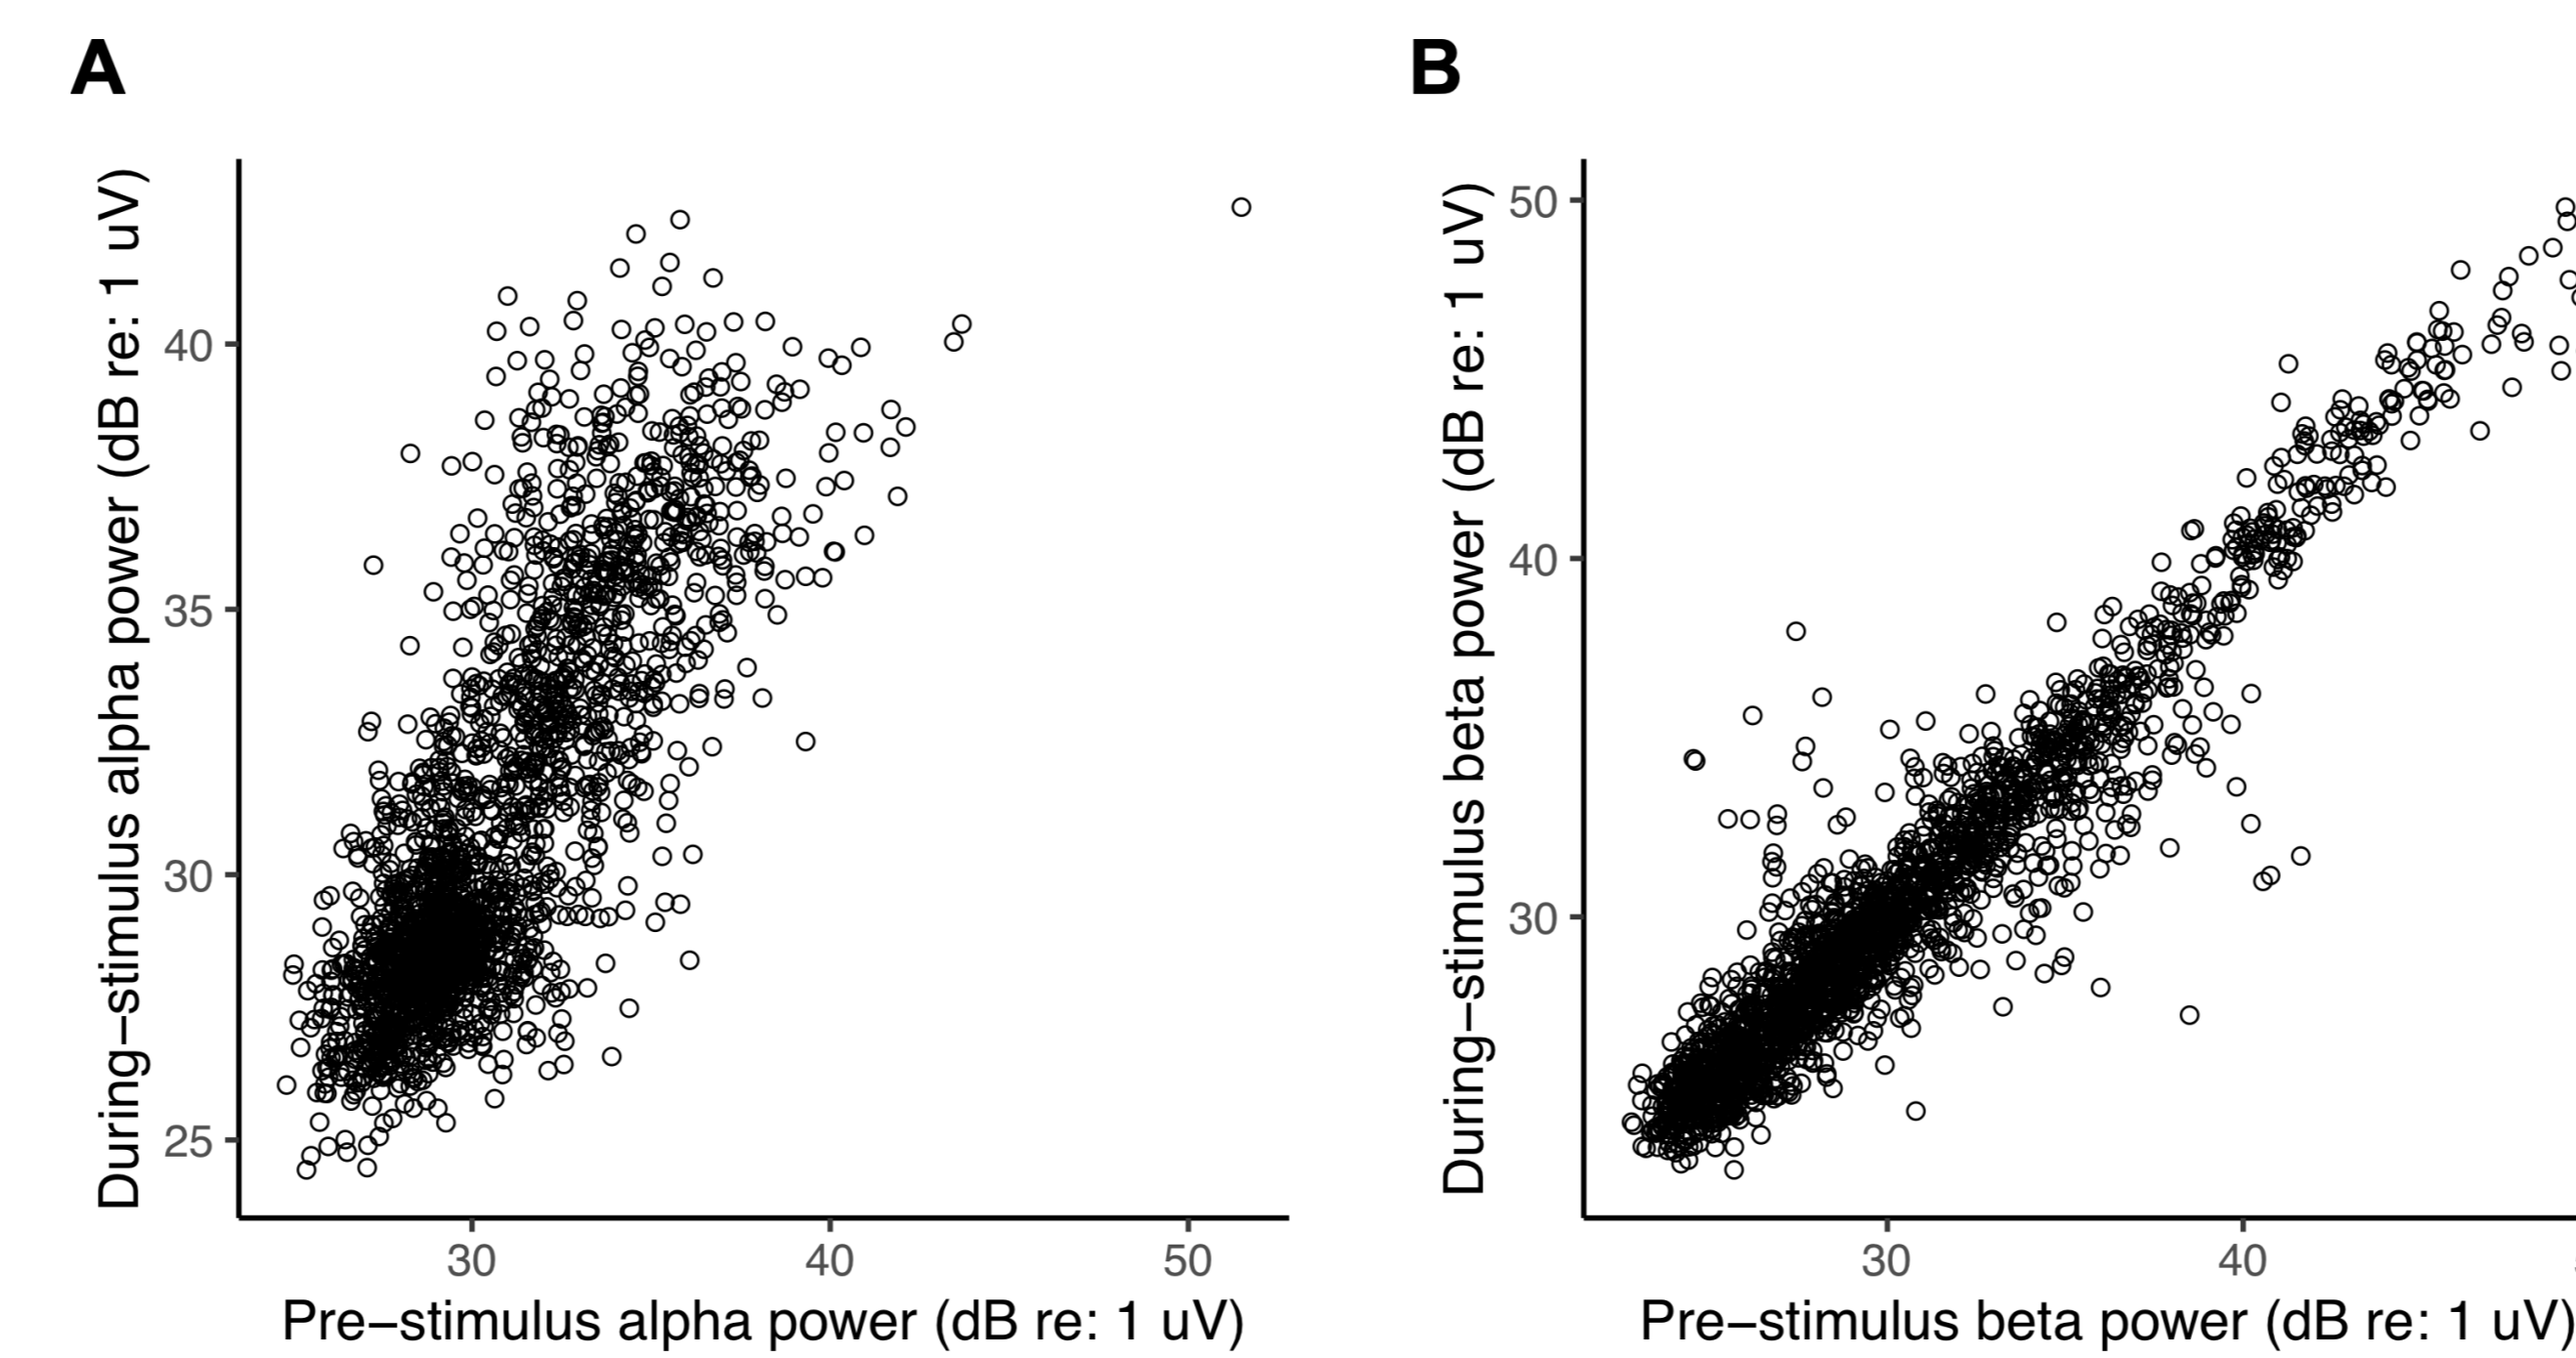 A
B
During−stimulus alpha power (dB re: 1 uV)
40
35
30
25
30
40
50
Pre−stimulus alpha power (dB re: 1 uV)
During−stimulus beta power (dB re: 1 uV)
50
40
30
30
40
Pre−stimulus beta power (dB re: 1 uV)